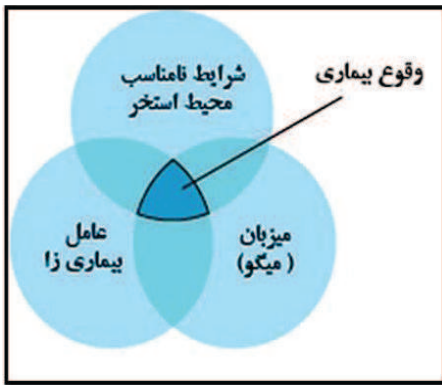 شرایط نامناسب
محیط استخر
وقوع بیماری
میزبان
( میگو)
عامل
بیماری زا